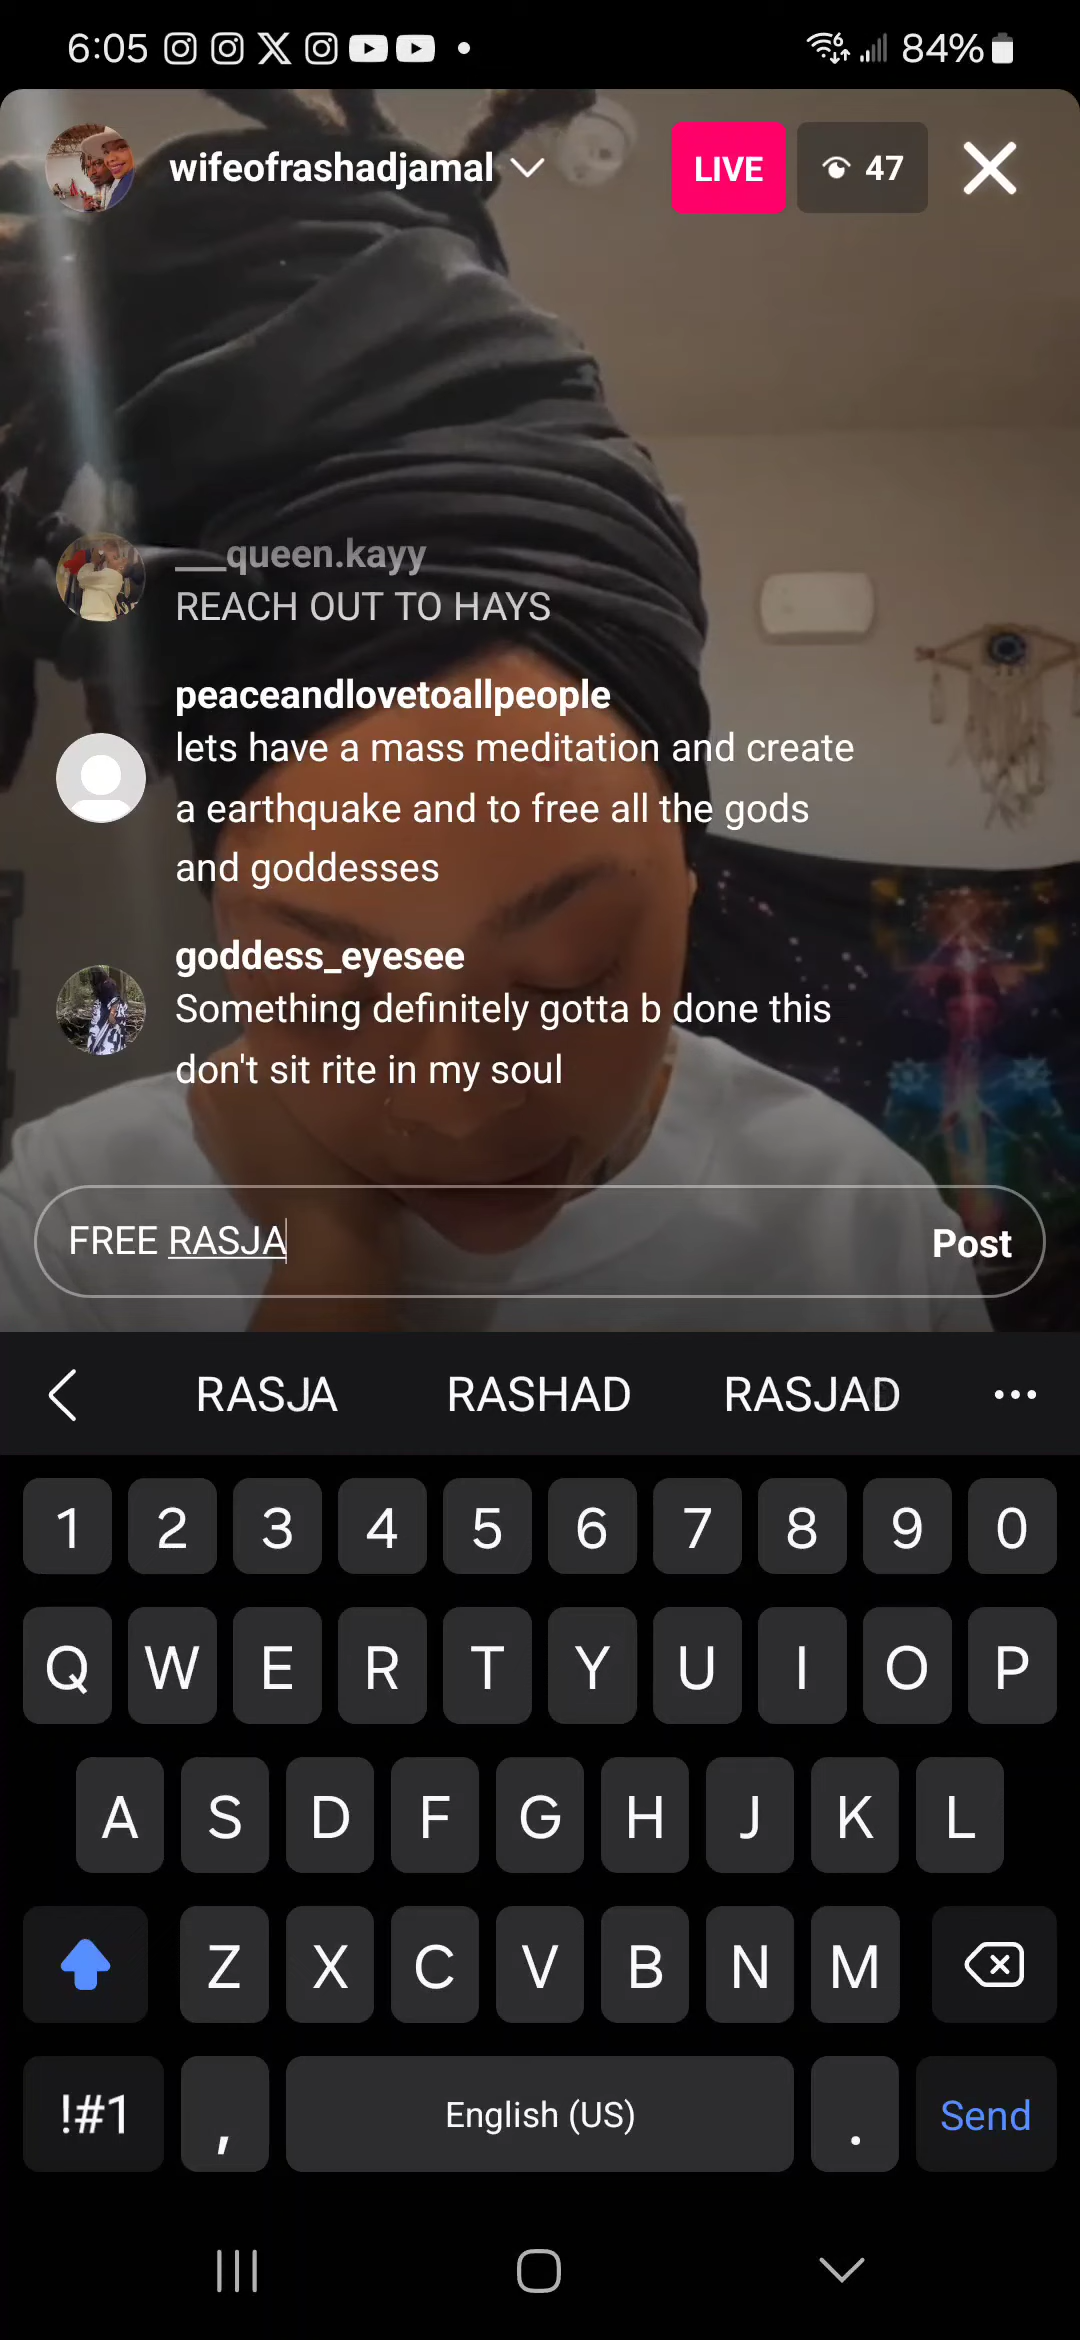 6:05 84%
wifeofrashadjamal LIVE 47
___queen.kayy
REACH OUT TO HAYS
peaceandlovetoallpeople
lets have a mass meditation and create
a earthquake and to free all the gods
and goddesses
goddess_eyesee
Something definitely gotta b done this
don't sit rite in my soul
FREE RASJA Post
RASJA RASHAD RASJAD
1 2 3 4 5 6 7 8 9 0
Q W E R T Y U I O P
A S D F G H J K L
Z X C V B N M
!#1 , English (US) . Send